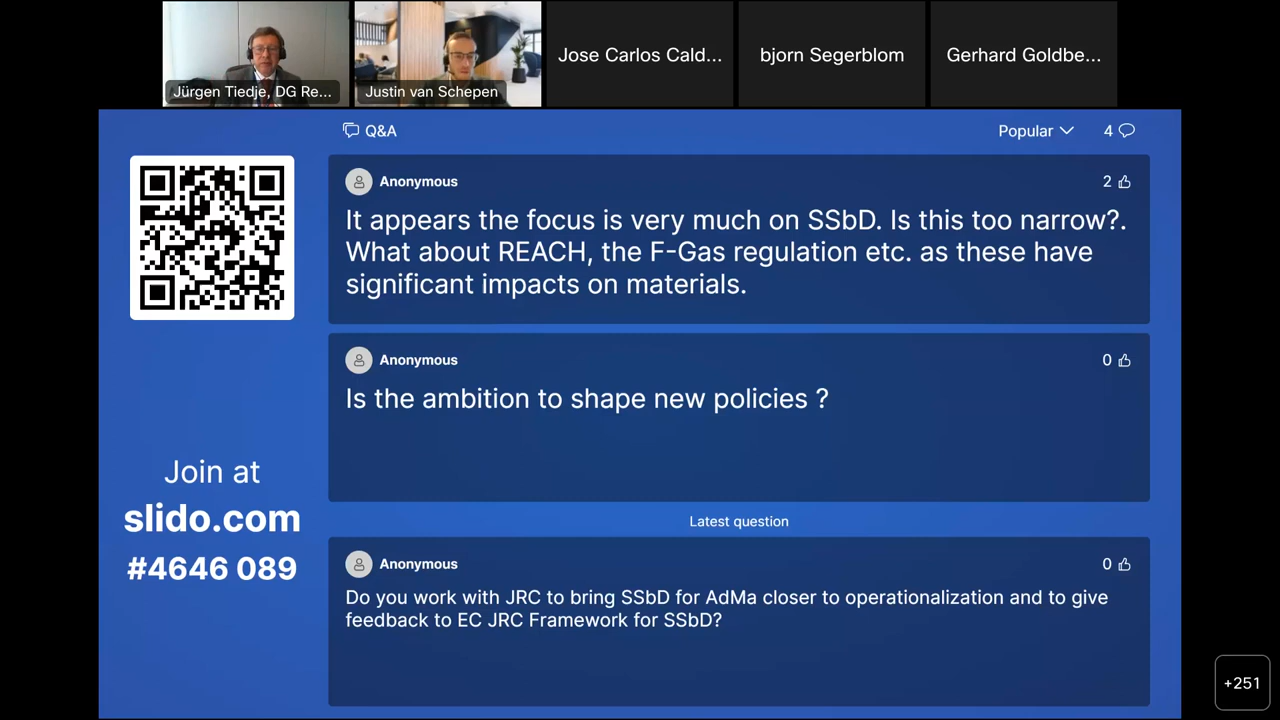 Jürgen Tiedje, DG Re...
Justin van Schepen
Jose Carlos Cald...
bjorn Segerblom
Gerhard Goldbe...
Q&A
Popular
4
Anonymous
2
It appears the focus is very much on SSbD. Is this too narrow?.
What about REACH, the F-Gas regulation etc. as these have
significant impacts on materials.
Anonymous
0
Is the ambition to shape new policies ?
Latest question
Anonymous
0
Do you work with JRC to bring SSbD for AdMa closer to operationalization and to give
feedback to EC JRC Framework for SSbD?
Join at
slido.com
#4646 089
+251